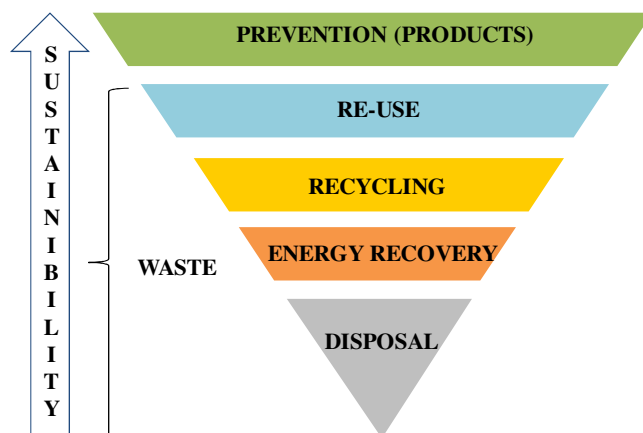 PREVENTION (PRODUCTS)
SUSTAINIBILITY
RE-USE
RECYCLING
ENERGY RECOVERY
WASTE
DISPOSAL